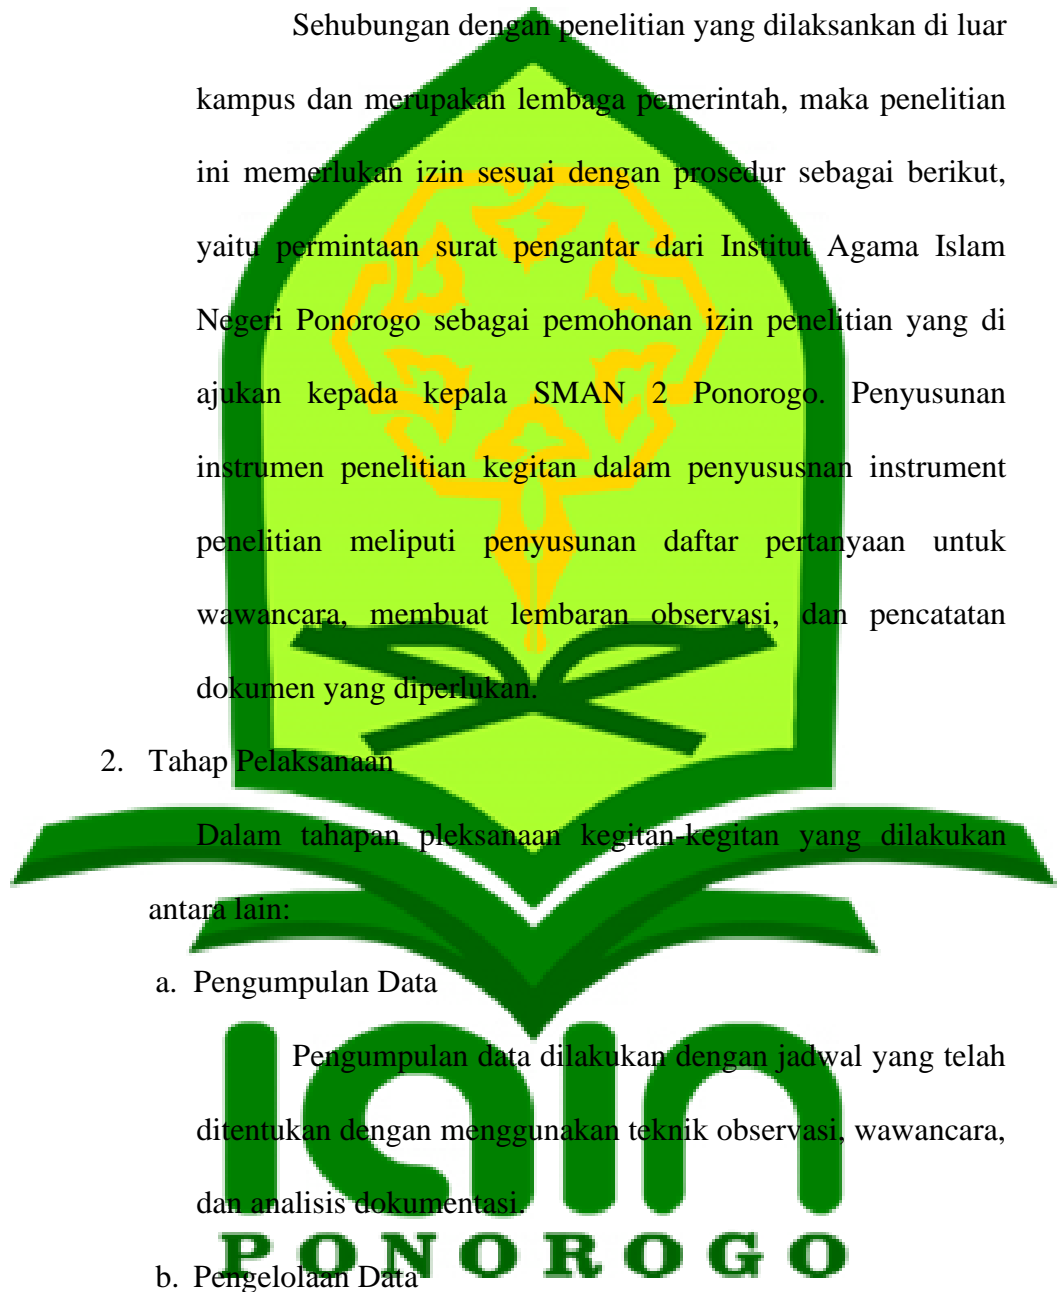 Sehubungan dengan penelitian yang dilaksankan di luar
kampus dan merupakan lembaga pemerintah, maka penelitian
ini memerlukan izin sesuai dengan prosedur sebagai berikut,
yaitu permintaan surat pengantar dari Institut Agama Islam
Negeri Ponorogo sebagai pemohonan izin penelitian yang di
ajukan kepada kepala SMAN 2 Ponorogo. Penyusunan
instrumen penelitian kegitan dalam penyususnan instrument
penelitian meliputi penyusunan daftar pertanyaan untuk
wawancara, membuat lembaran observasi, dan pencatatan
dokumen yang diperlukan.
2. Tahap Pelaksanaan
Dalam tahapan pleksanaan kegitan-kegitan yang dilakukan
antara lain:
a. Pengumpulan Data
Pengumpulan data dilakukan dengan jadwal yang telah
ditentukan dengan menggunakan teknik observasi, wawancara,
dan analisis dokumentasi.
b. Pengelolaan Data
iain
PONOROGO